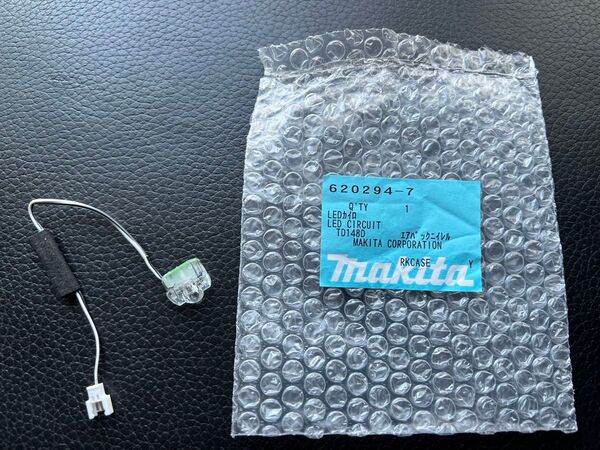 620294-7
Q'TY 1
LEDカイロ
LED CIRCUIT
TD148D エアパックニイレル
MAKITA CORPORATION
makita
RKCASE Y